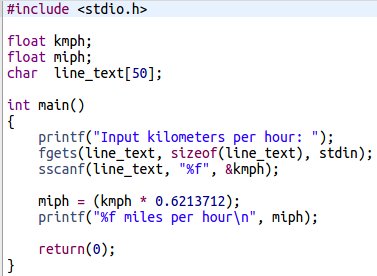 #include <stdio.h>
float kmph;
float miph;
char  line_text[50];
int main()
{
    printf("Input kilometers per hour: ");
    fgets(line_text, sizeof(line_text), stdin);
    sscanf(line_text, "%f", &kmph);
    miph = (kmph * 0.6213712);
    printf("%f miles per hour\n", miph);
    return(0);
}